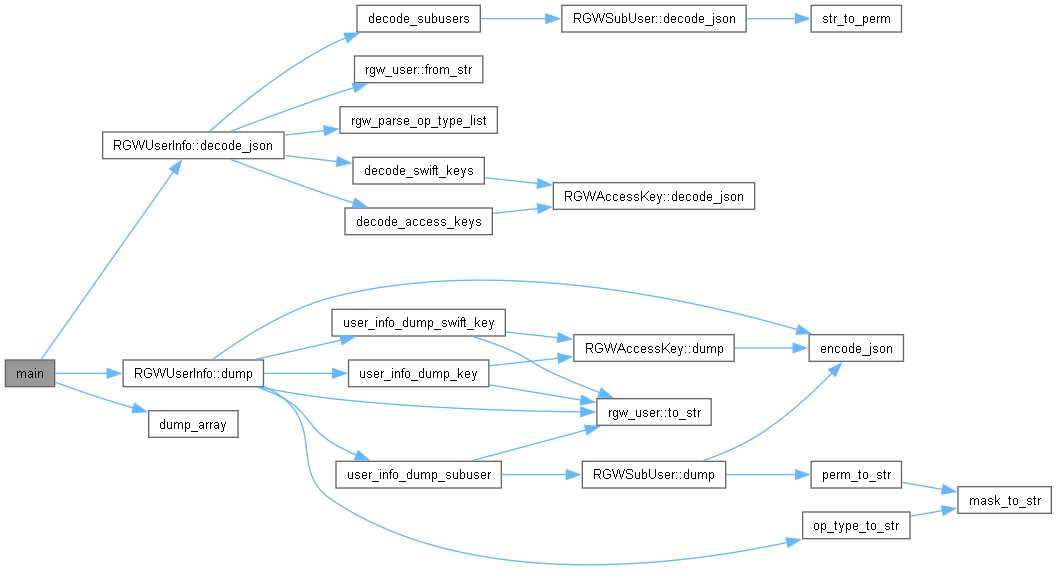 decode_subusers
RGWSubUser::decode_json
str_to_perm
rgw_user::from_str
rgw_parse_op_type_list
RGWUserInfo::decode_json
decode_swift_keys
RGWAccessKey::decode_json
decode_access_keys
user_info_dump_swift_key
RGWAccessKey::dump
encode_json
main
RGWUserInfo::dump
user_info_dump_key
rgw_user::to_str
dump_array
user_info_dump_subuser
RGWSubUser::dump
perm_to_str
mask_to_str
op_type_to_str